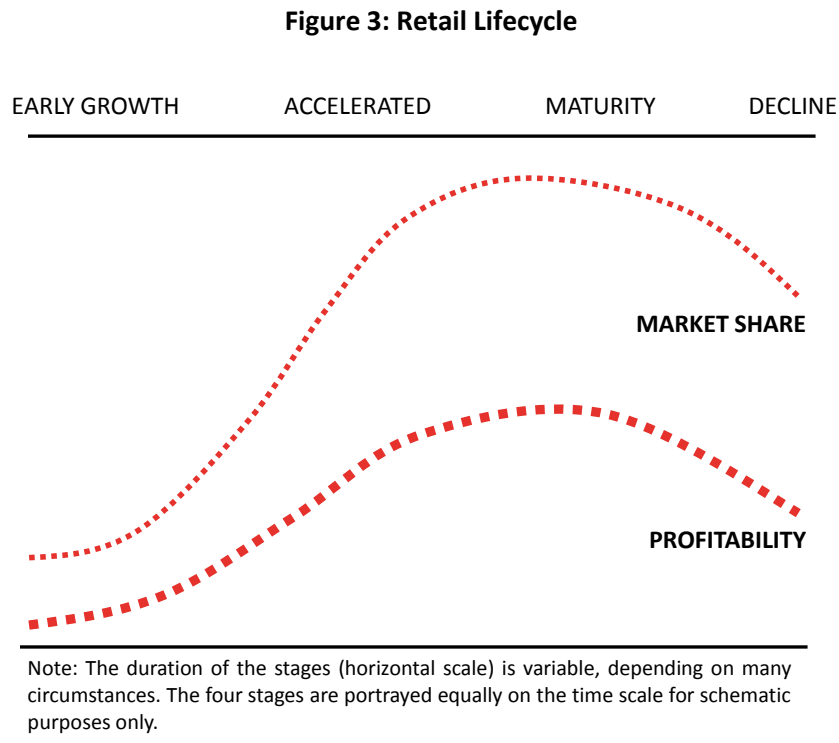 Figure 3: Retail Lifecycle
EARLY GROWTH ACCELERATED MATURITY DECLINE
MARKET SHARE
PROFITABILITY
Note: The duration of the stages (horizontal scale) is variable, depending on many
circumstances. The four stages are portrayed equally on the time scale for schematic
purposes only.